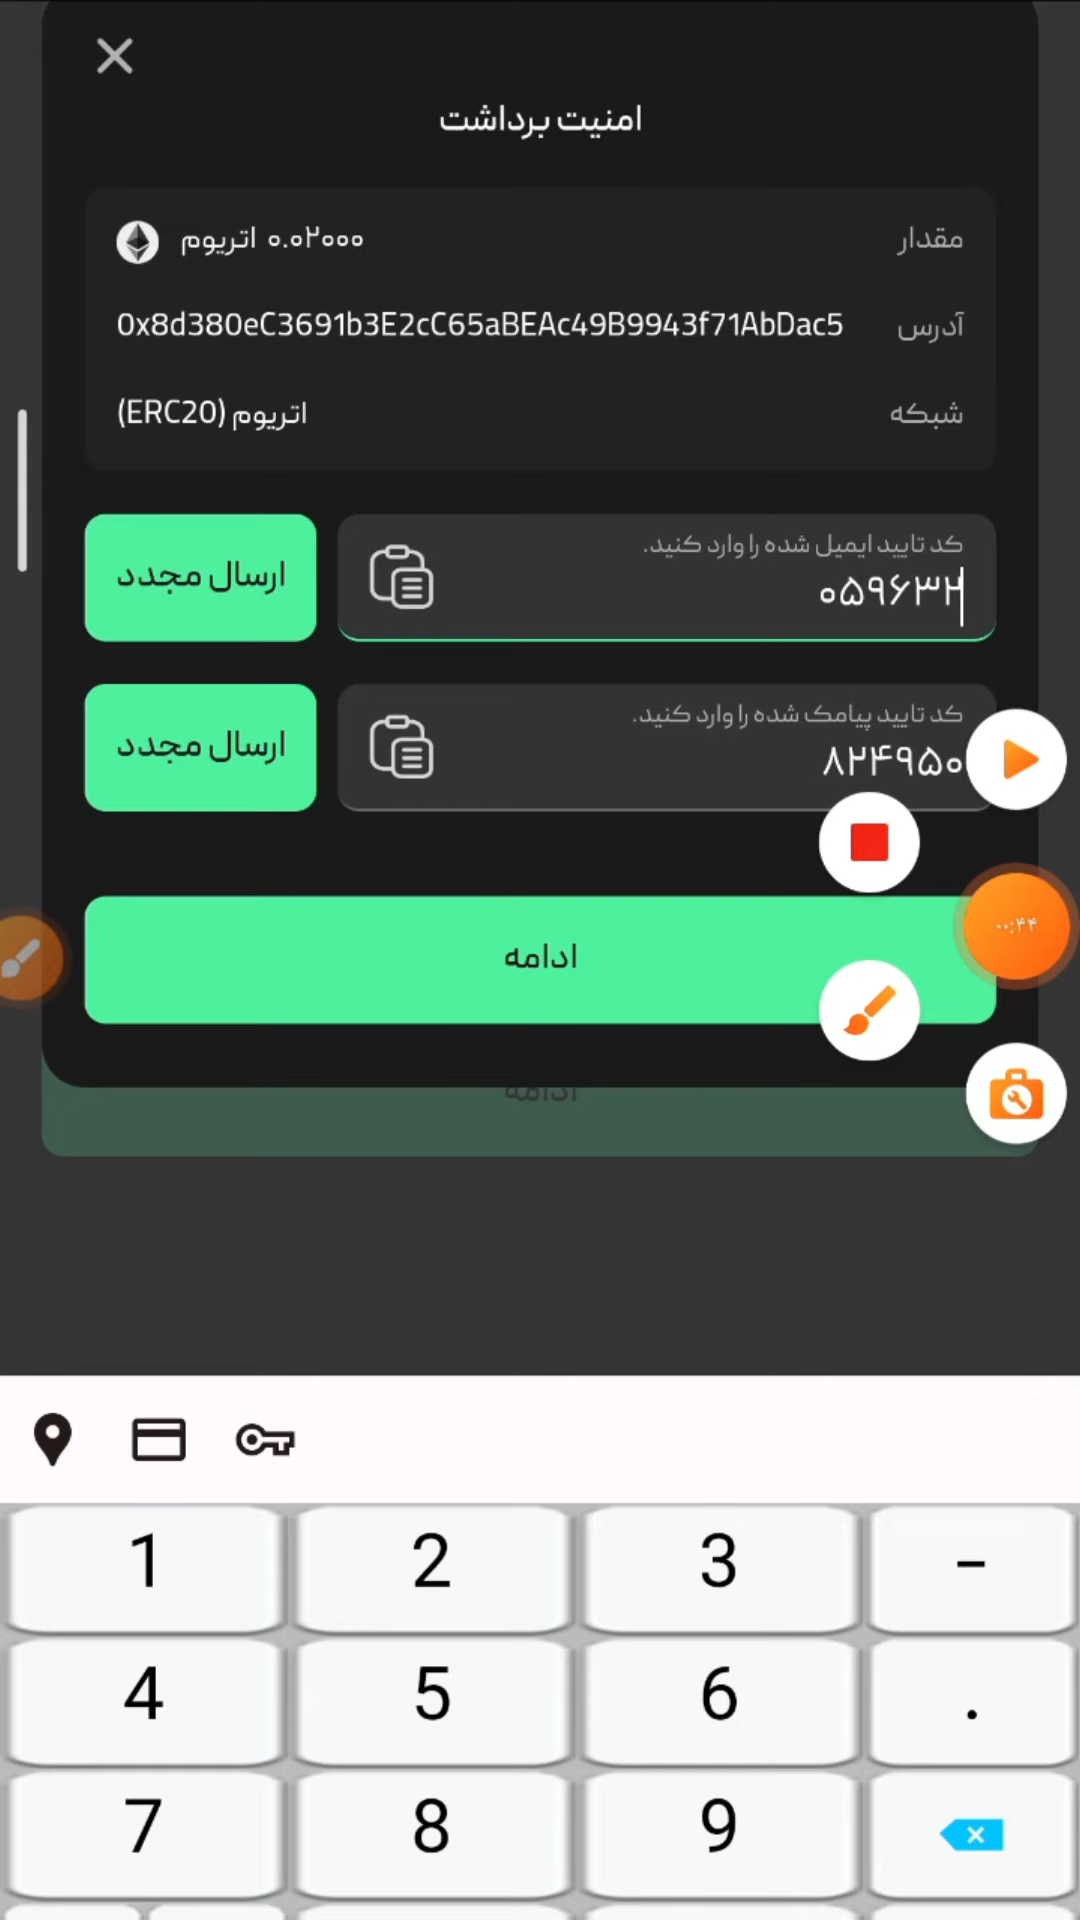 امنیت برداشت
مقدار ۰.۰۲۰۰۰ اتریوم
آدرس 0x8d380eC3691b3E2cC65aBEAc49B9943f71AbDac5
شبکه اتریوم (ERC20)
کد تایید ایمیل شده را وارد کنید.
۰۵۹۶۳۲
ارسال مجدد
کد تایید پیامک شده را وارد کنید.
۸۲۴۹۵۰
ارسال مجدد
۰۰:۴۴
ادامه
ادامه
1 2 3 -
4 5 6 .
7 8 9